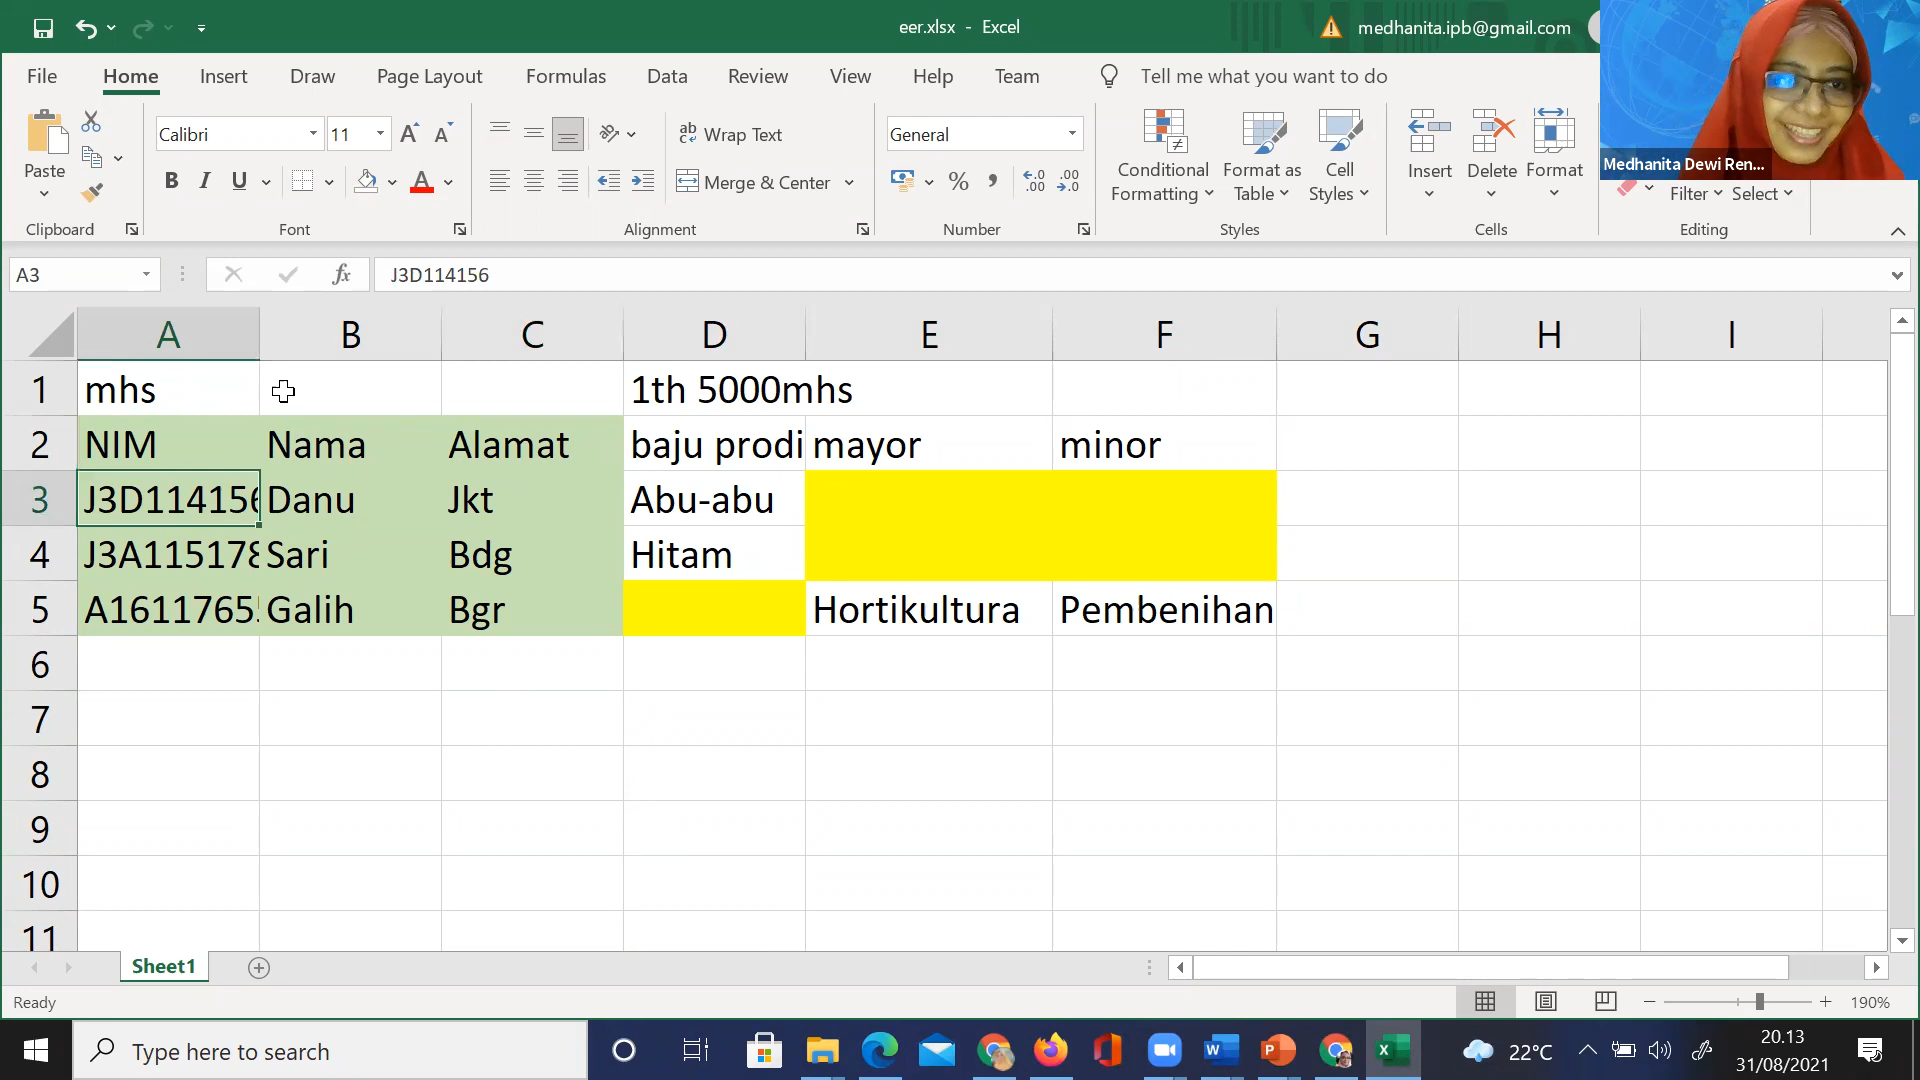 eer.xlsx - Excel
medhanita.ipb@gmail.com
File Home Insert Draw Page Layout Formulas Data Review View Help Team Tell me what you want to do
Medhanita Dewi Ren...
Paste
Calibri 11
B I U A
ab Wrap Text
Merge & Center
General
% ,
Conditional Formatting
Format as Table
Cell Styles
Insert Delete Format
Filter Select
Clipboard Font Alignment Number Styles Cells Editing
A3 fx J3D114156
A B C D E F G H I
1 mhs 1th 5000mhs
2 NIM Nama Alamat baju prodi mayor minor
3 J3D114156 Danu Jkt Abu-abu
4 J3A115178 Sari Bdg Hitam
5 A1611765 Galih Bgr Hortikultura Pembenihan
6
7
8
9
10
11
Sheet1
Ready 190%
Type here to search 22°C 20.13
31/08/2021